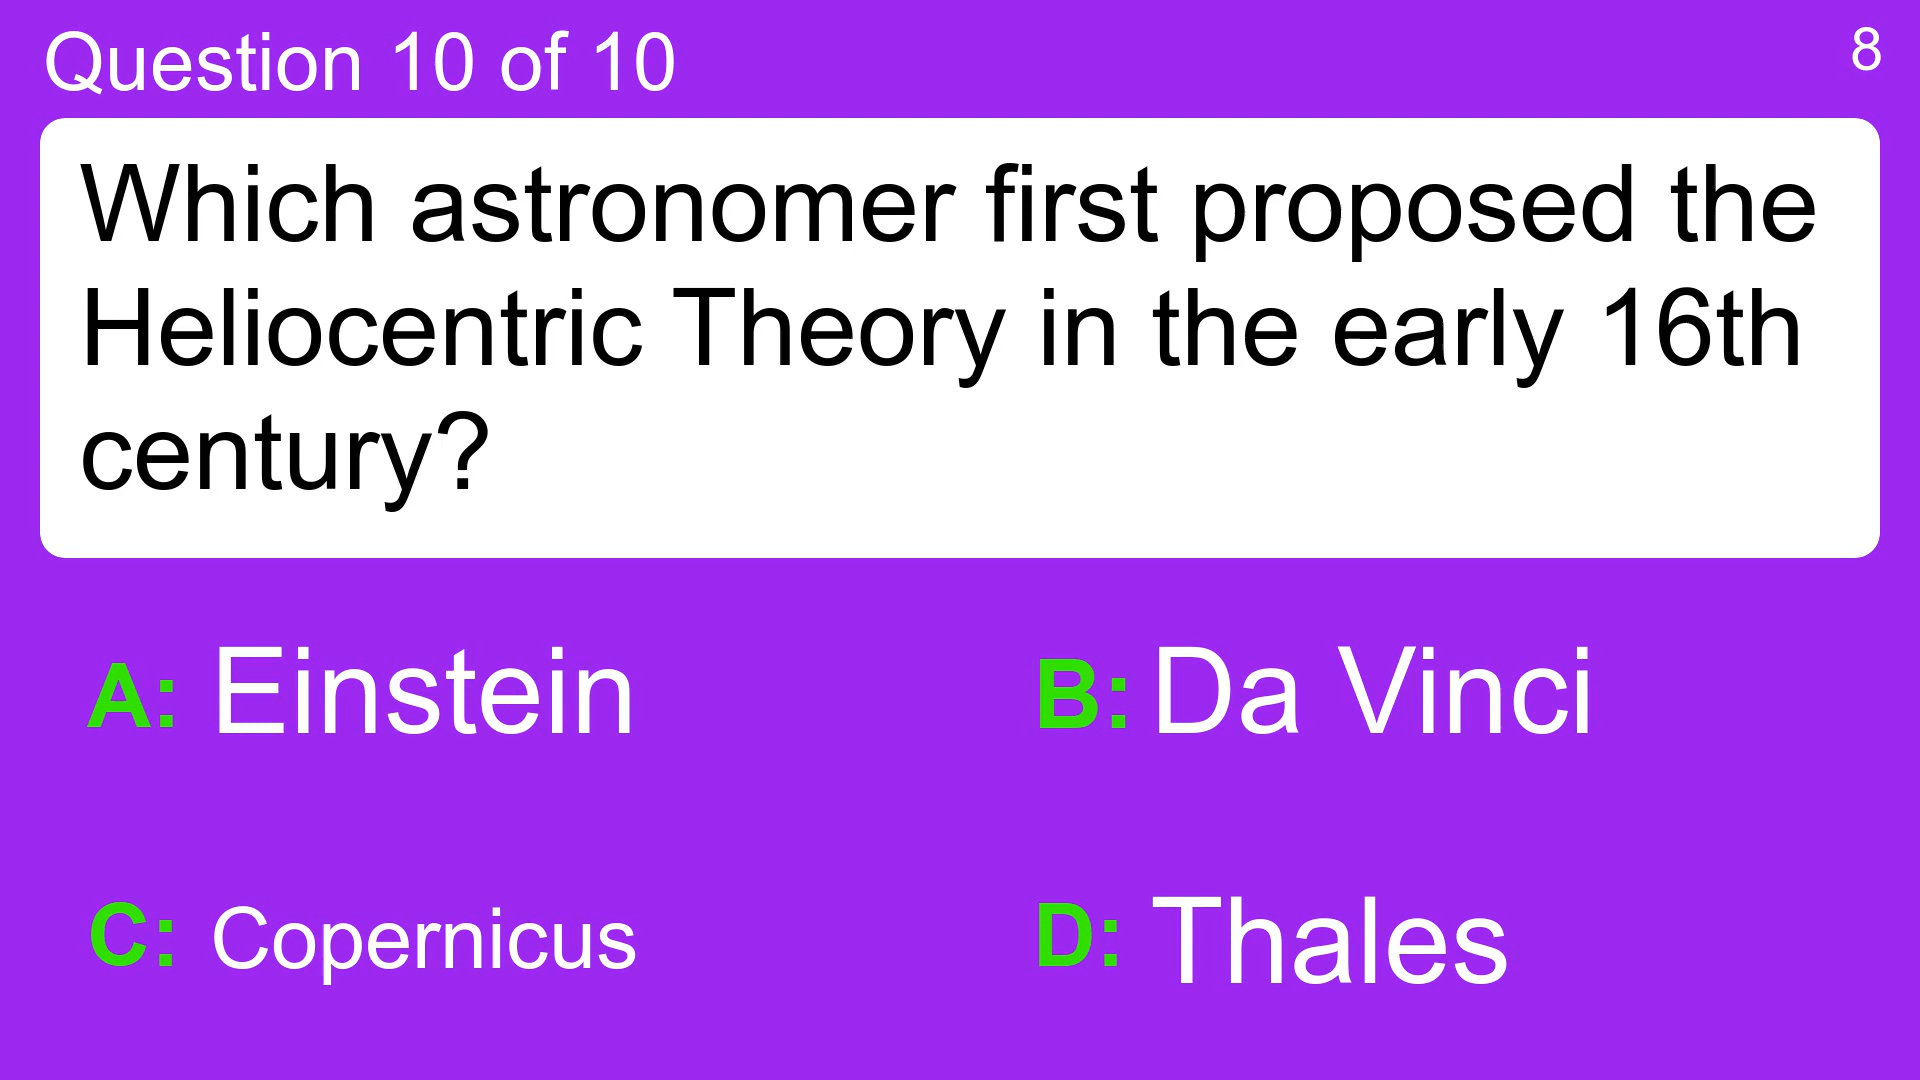 Question 10 of 10
8
Which astronomer first proposed the
Heliocentric Theory in the early 16th
century?
A: Einstein
B: Da Vinci
C: Copernicus
D: Thales